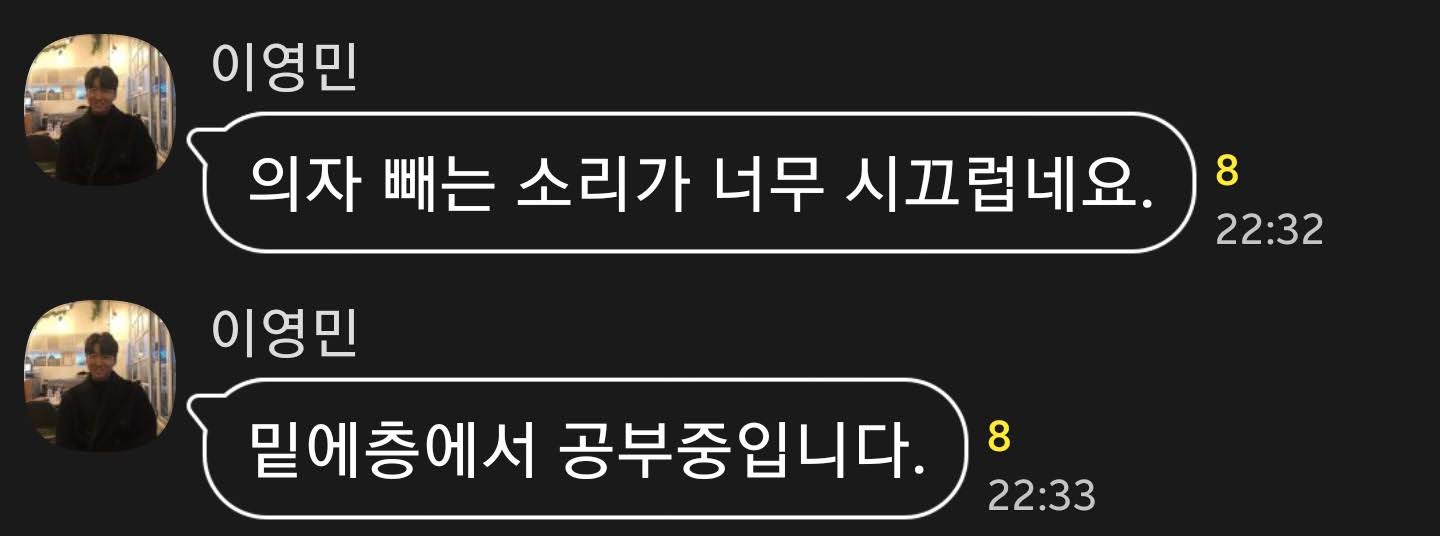 이영민
의자 빼는 소리가 너무 시끄럽네요.
8
22:32
이영민
밑에층에서 공부중입니다.
8
22:33